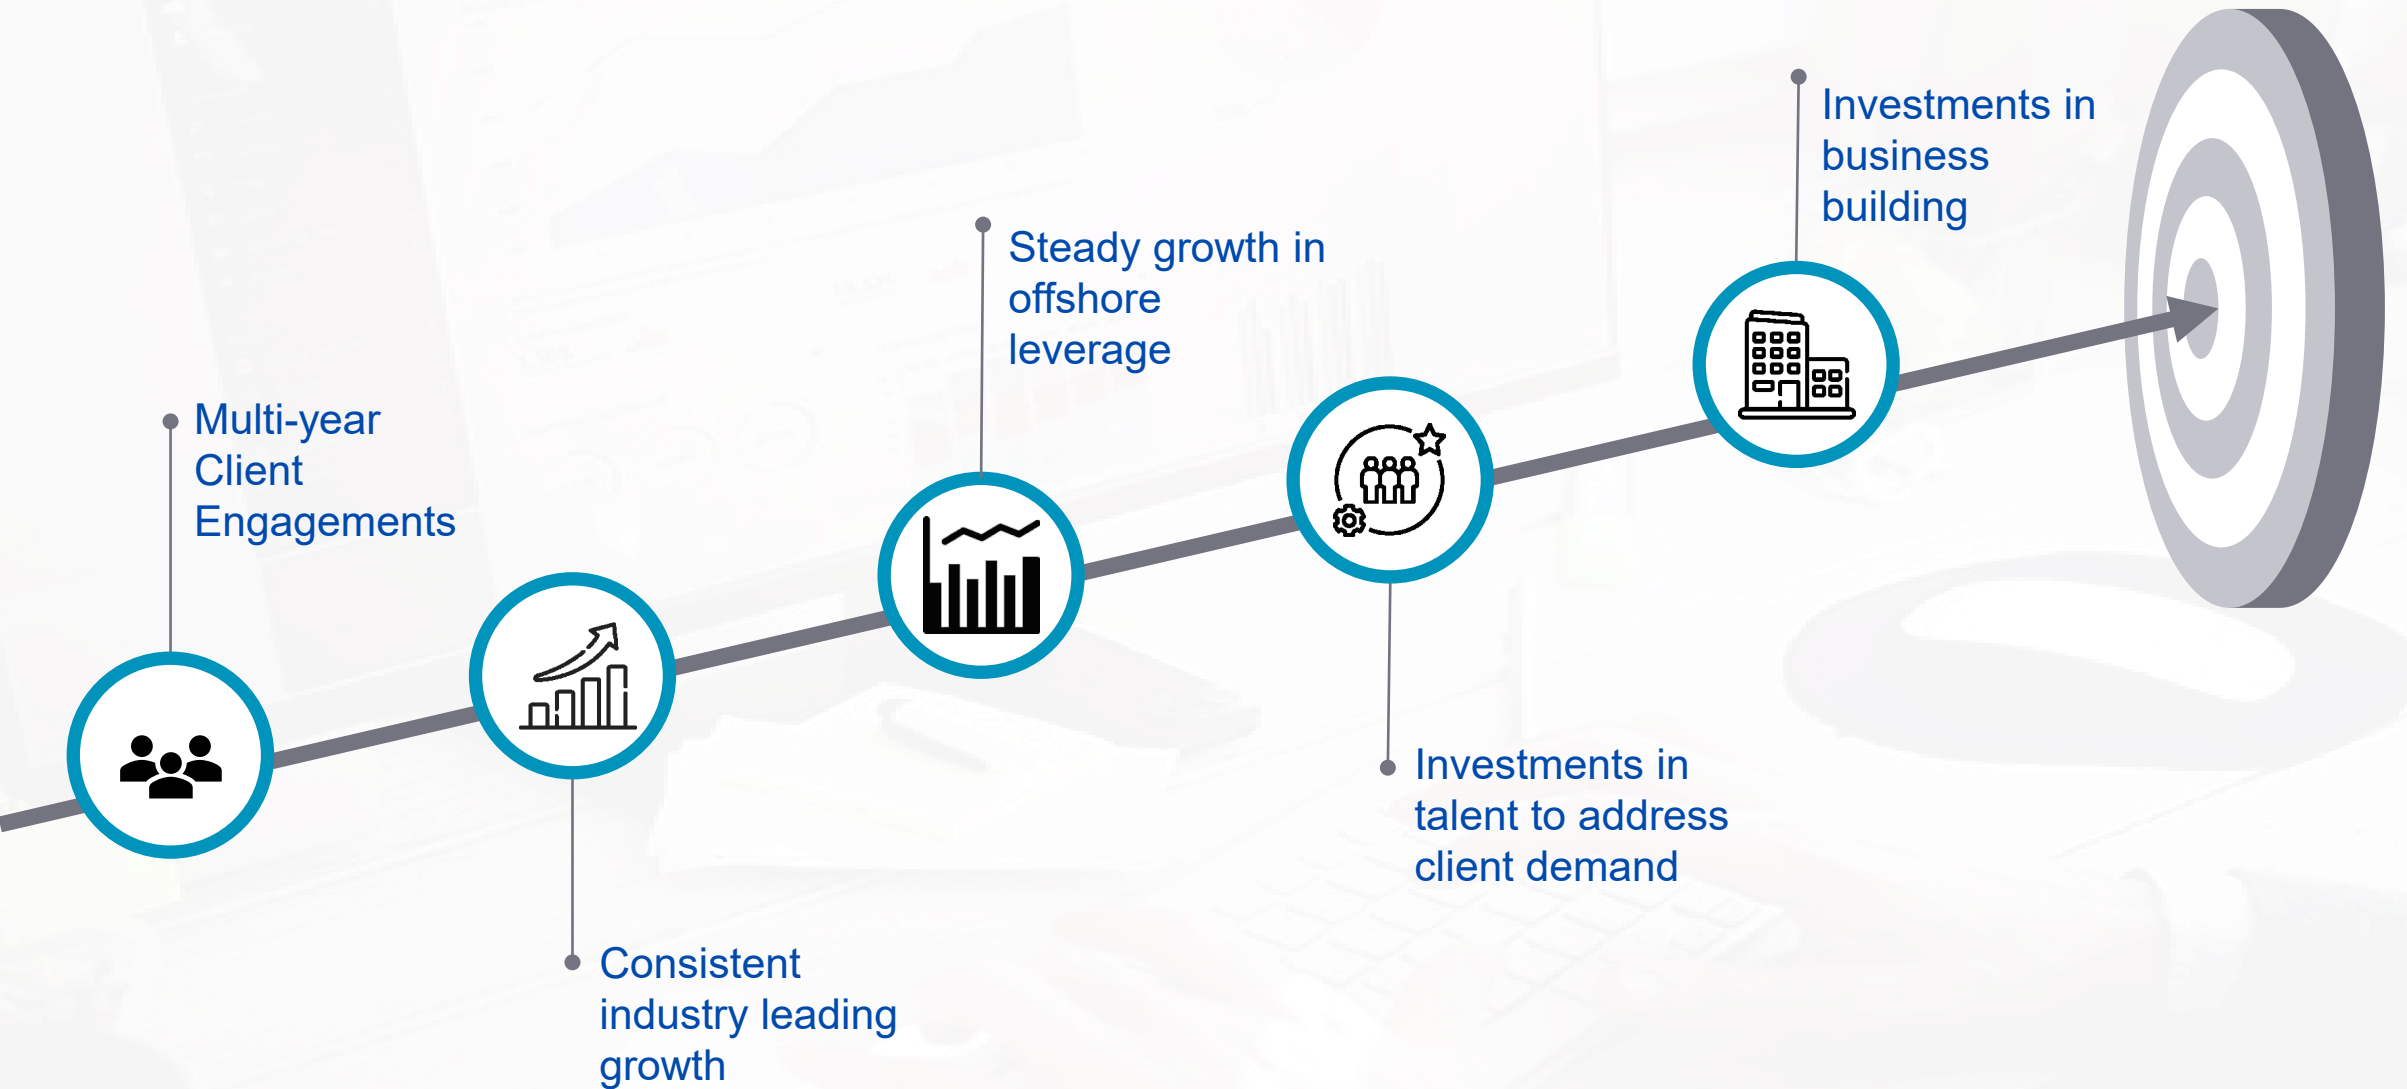 Multi-year
Client
Engagements
Consistent
industry leading
growth
Steady growth in
offshore
leverage
Investments in
talent to address
client demand
Investments in
business
building